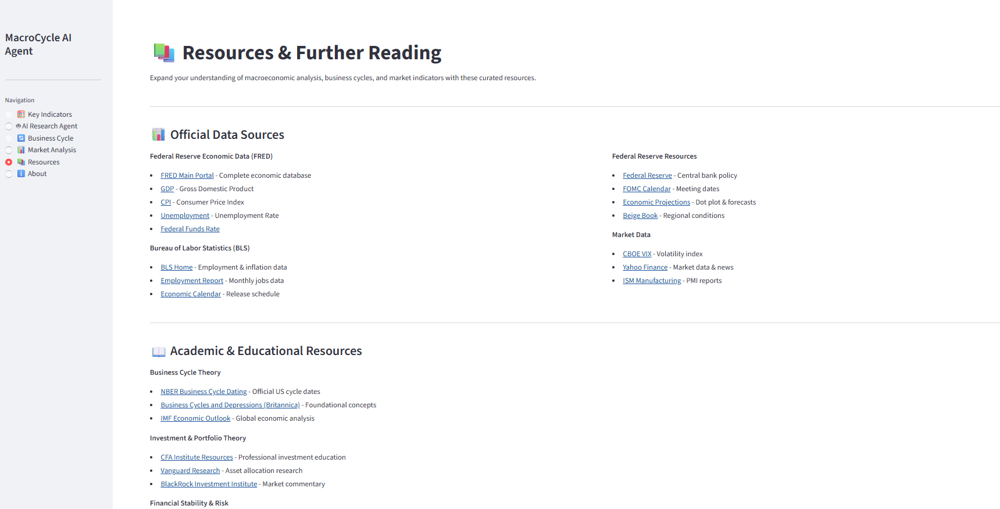 MacroCycle AI
Agent
Navigation
Key Indicators
AI Research Agent
Business Cycle
Market Analysis
Resources
About
Resources & Further Reading
Expand your understanding of macroeconomic analysis, business cycles, and market indicators with these curated resources.
Official Data Sources
Federal Reserve Economic Data (FRED)
FRED Main Portal - Complete economic database
GDP - Gross Domestic Product
CPI - Consumer Price Index
Unemployment - Unemployment Rate
Federal Funds Rate
Bureau of Labor Statistics (BLS)
BLS Home - Employment & inflation data
Employment Report - Monthly jobs data
Economic Calendar - Release schedule
Federal Reserve Resources
Federal Reserve - Central bank policy
FOMC Calendar - Meeting dates
Economic Projections - Dot plot & forecasts
Beige Book - Regional conditions
Market Data
CBOE VIX - Volatility index
Yahoo Finance - Market data & news
ISM Manufacturing - PMI reports
Academic & Educational Resources
Business Cycle Theory
NBER Business Cycle Dating - Official US cycle dates
Business Cycles and Depressions (Britannica) - Foundational concepts
IMF Economic Outlook - Global economic analysis
Investment & Portfolio Theory
CFA Institute Resources - Professional investment education
Vanguard Research - Asset allocation research
BlackRock Investment Institute - Market commentary
Financial Stability & Risk